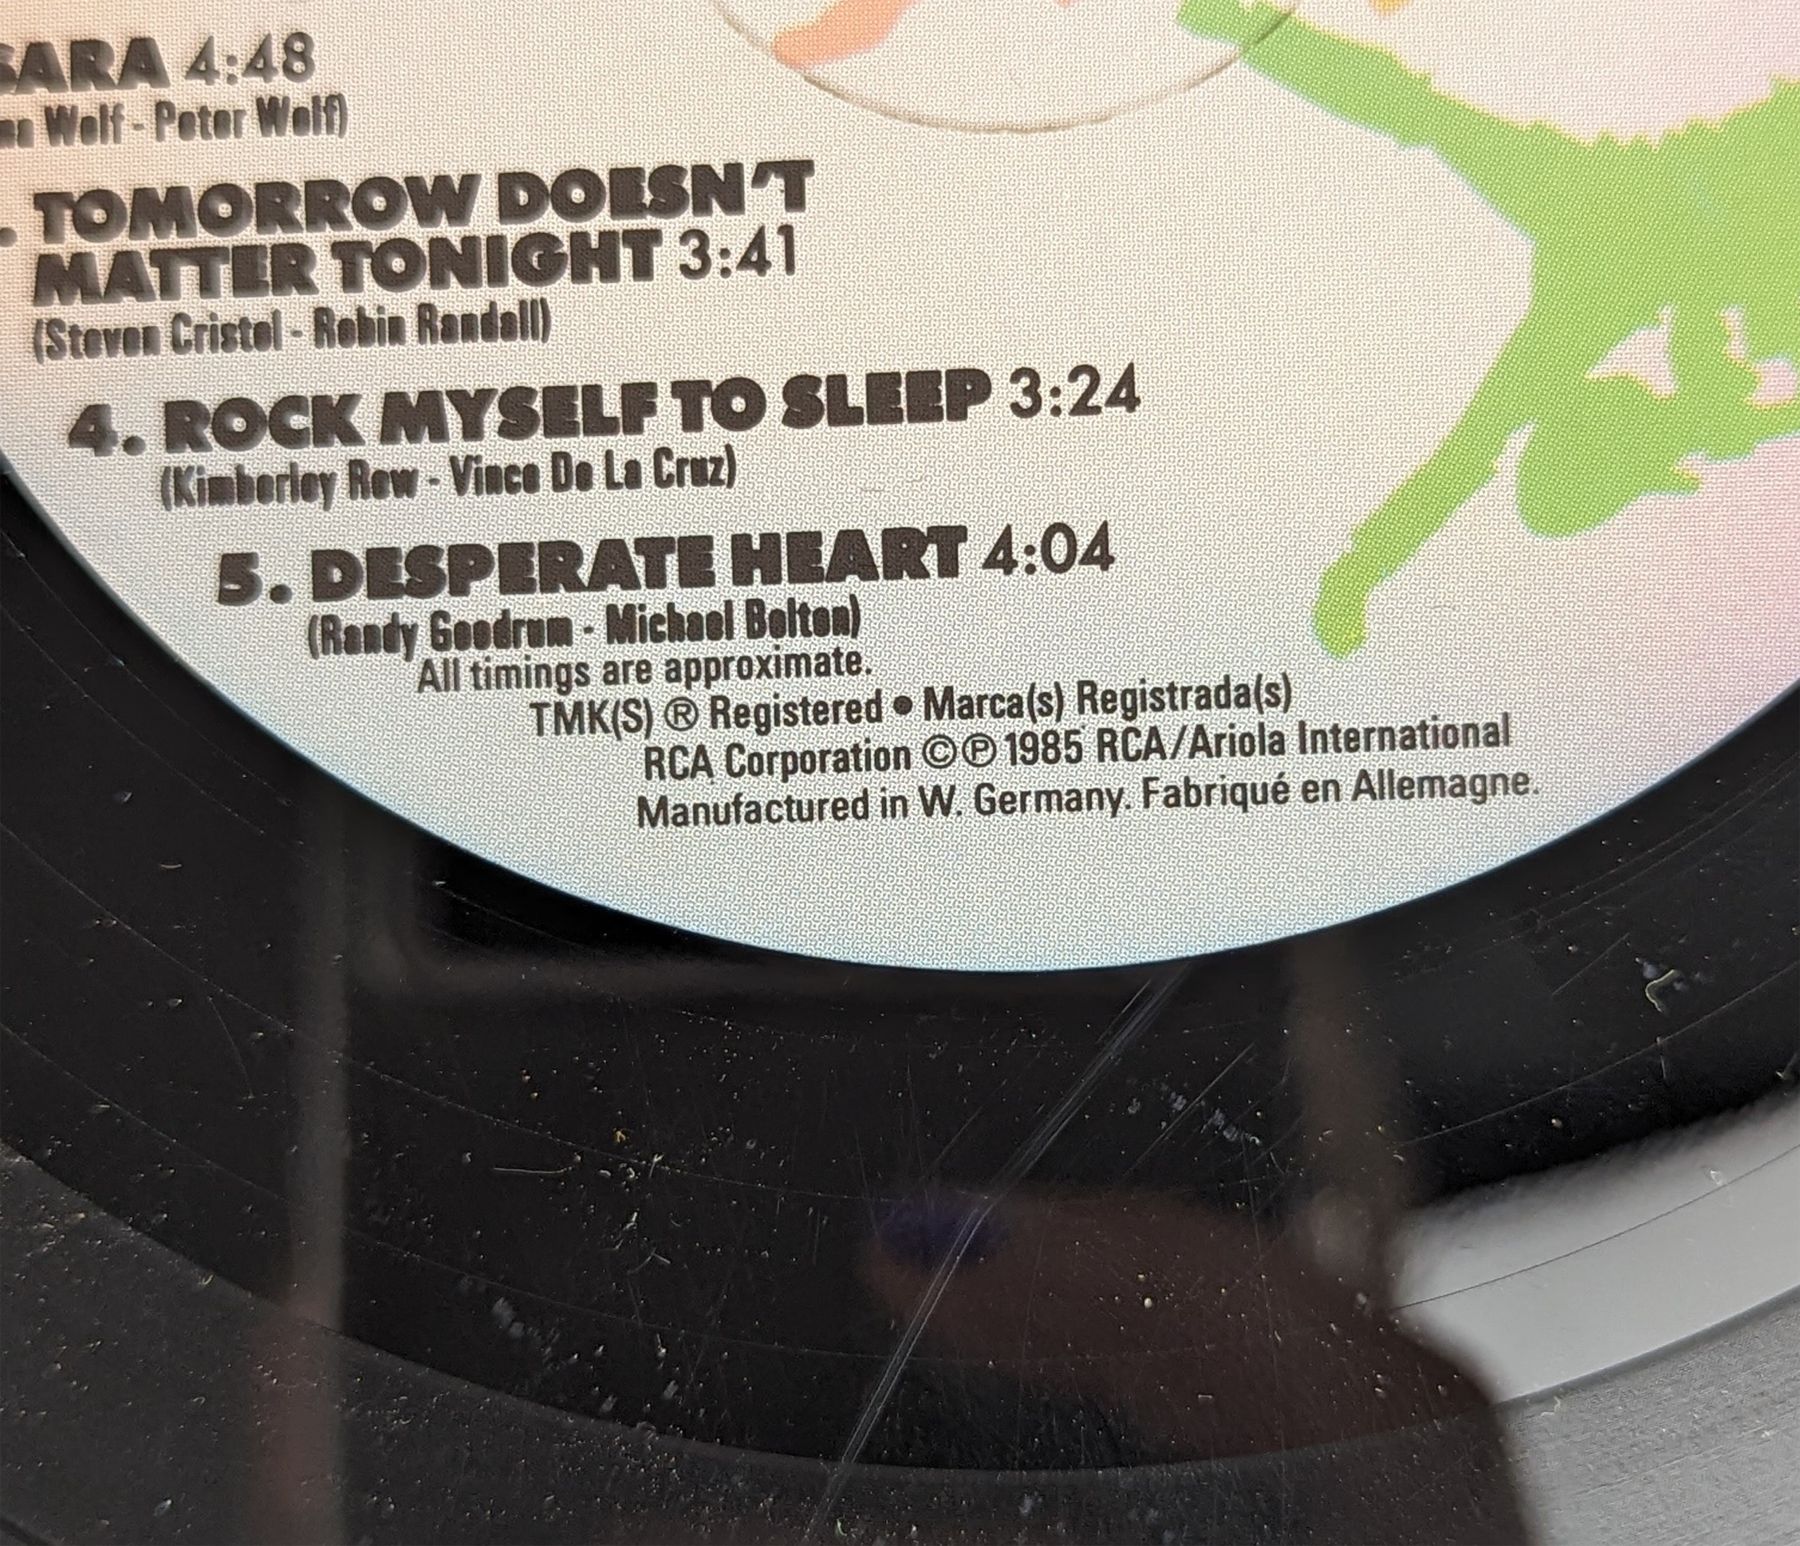 SARA 4:48
Wolf - Peter Wolf)
. TOMORROW DOESN'T
MATTER TONIGHT 3:41
(Steven Cristol - Robin Randall)
4. ROCK MYSELF TO SLEEP 3:24
(Kimberley Rew - Vince De La Cruz)
5. DESPERATE HEART 4:04
(Randy Goodrum - Michael Bolton)
All timings are approximate.
TMK(S) ® Registered • Marca(s) Registrada(s)
RCA Corporation ©℗ 1985 RCA/Ariola International
Manufactured in W. Germany. Fabriqué en Allemagne.